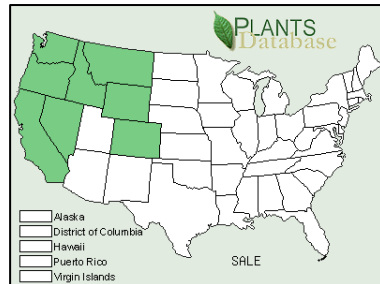 PLANTS
Database
Alaska
District of Columbia
Hawaii
Puerto Rico
Virgin Islands
SALE